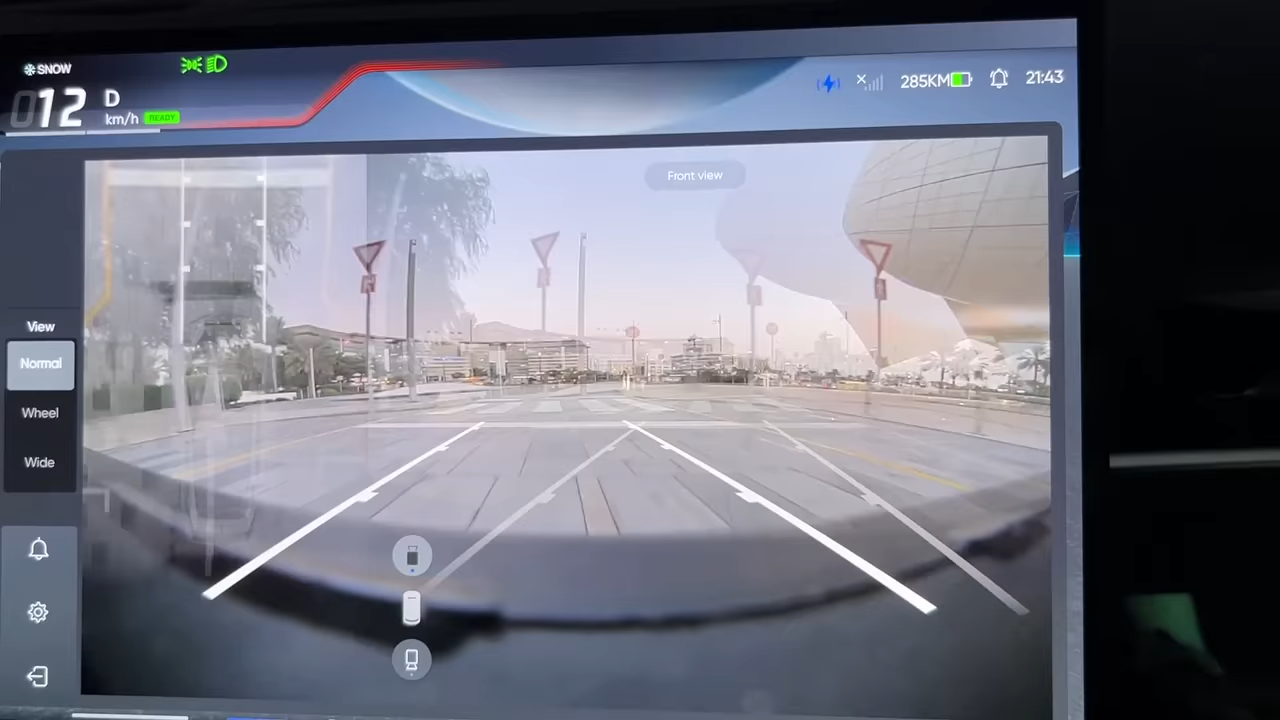 SNOW
012
D
km/h
READY
285KM
21:43
Front view
View
Normal
Wheel
Wide